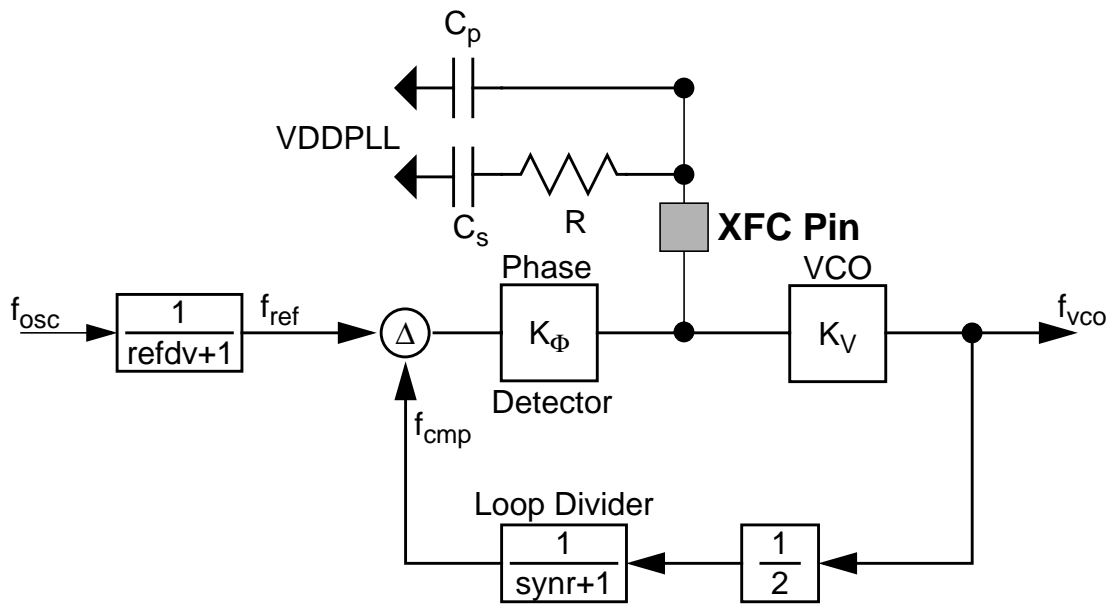 Cp
VDDPLL
Cs
R
XFC Pin
Phase
VCO
fosc
1
refdv+1
fref
Δ
KΦ
KV
fvco
Detector
fcmp
Loop Divider
1
synr+1
1
2